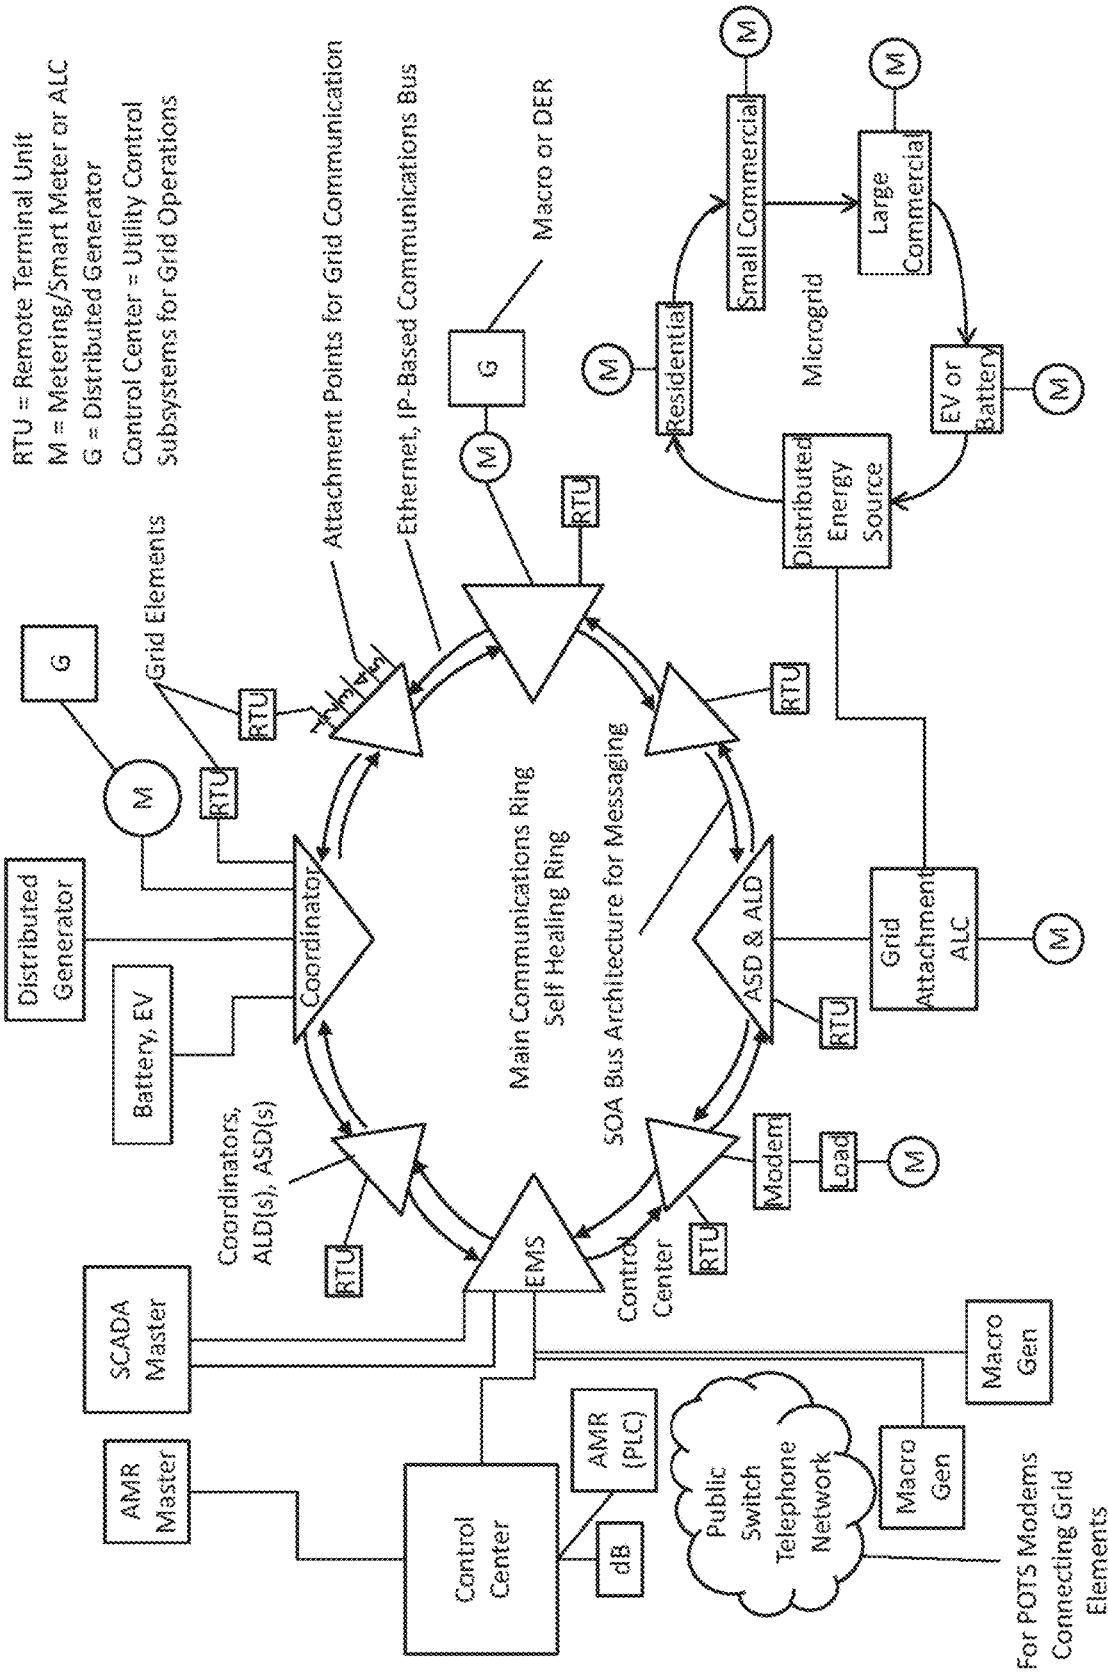 RTU = Remote Terminal Unit
M = Metering/Smart Meter or ALC
G = Distributed Generator
Control Center = Utility Control
Subsystems for Grid Operations
AMR
Master
SCADA
Master
Battery, EV
Distributed
Generator
M
G
RTU
RTU
Grid Elements
Coordinators,
ALD(s), ASD(s)
RTU
Coordinator
1
2
3
4
5
Attachment Points for Grid Communication
Ethernet, IP-Based Communications Bus
Control
Center
EMS
Main Communications Ring
Self Healing Ring
SOA Bus Architecture for Messaging
M
G
Macro or DER
RTU
dB
AMR
(PLC)
Control
Center
RTU
Modem
Load
M
ASD & ALD
RTU
RTU
Grid
Attachment
ALC
M
Public
Switch
Telephone
Network
Macro
Gen
Macro
Gen
For POTS Modems
Connecting Grid
Elements
Distributed
Energy
Source
Residential
M
Small Commercial
M
Microgrid
Large
Commercial
M
EV or
Battery
M